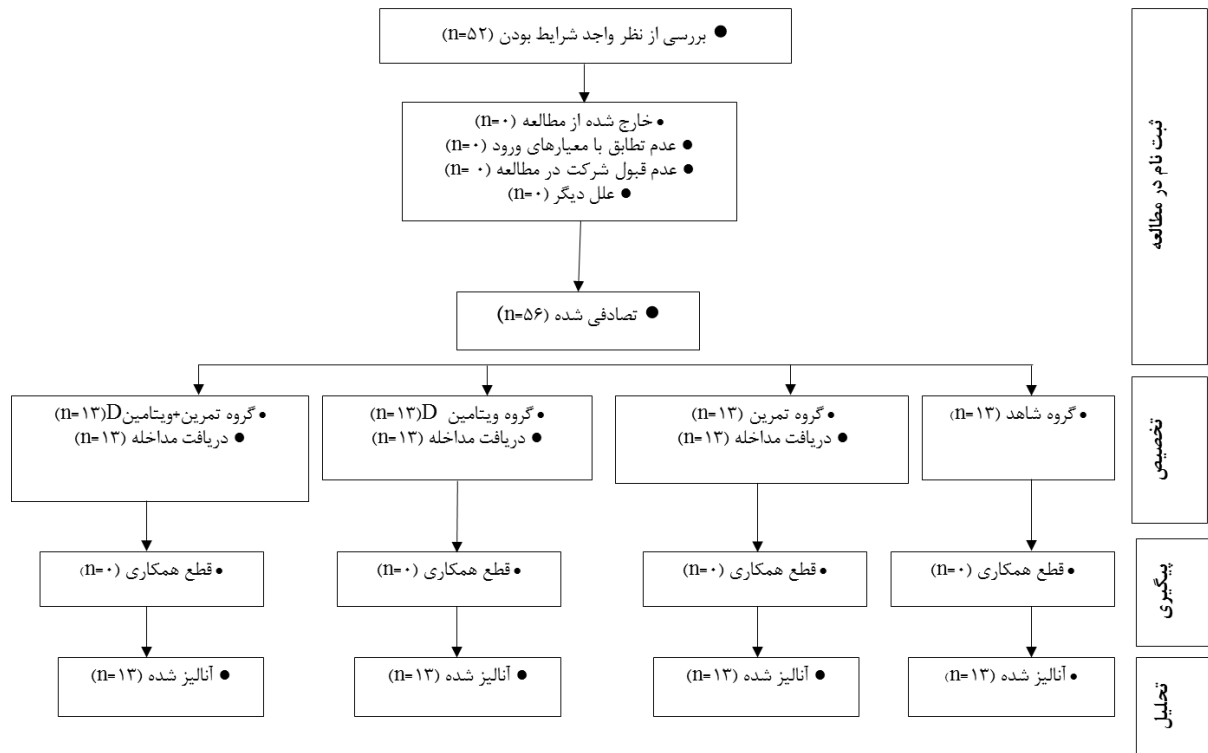 ● بررسی از نظر واجد شرایط بودن (n=۵۲)
● خارج شده از مطالعه (n=۰)
● عدم تطابق با معیارهای ورود (n=۰)
● عدم قبول شرکت در مطالعه (n= ۰)
● علل دیگر (n=۰)
● تصادفی شده (n=۵۶)
ثبت نام در مطالعه
● گروه شاهد (n=۱۳)
● گروه تمرین (n=۱۳)
● دریافت مداخله (n=۱۳)
● گروه ویتامین D (n=۱۳)
● دریافت مداخله (n=۱۳)
● گروه تمرین+ویتامینD (n=۱۳)
● دریافت مداخله (n=۱۳)
تخصیص
● قطع همکاری (n=۰)
● قطع همکاری (n=۰)
● قطع همکاری (n=۰)
● قطع همکاری (n=۰)
پیگیری
● آنالیز شده (n=۱۳)
● آنالیز شده (n=۱۳)
● آنالیز شده (n=۱۳)
● آنالیز شده (n=۱۳)
تحلیل